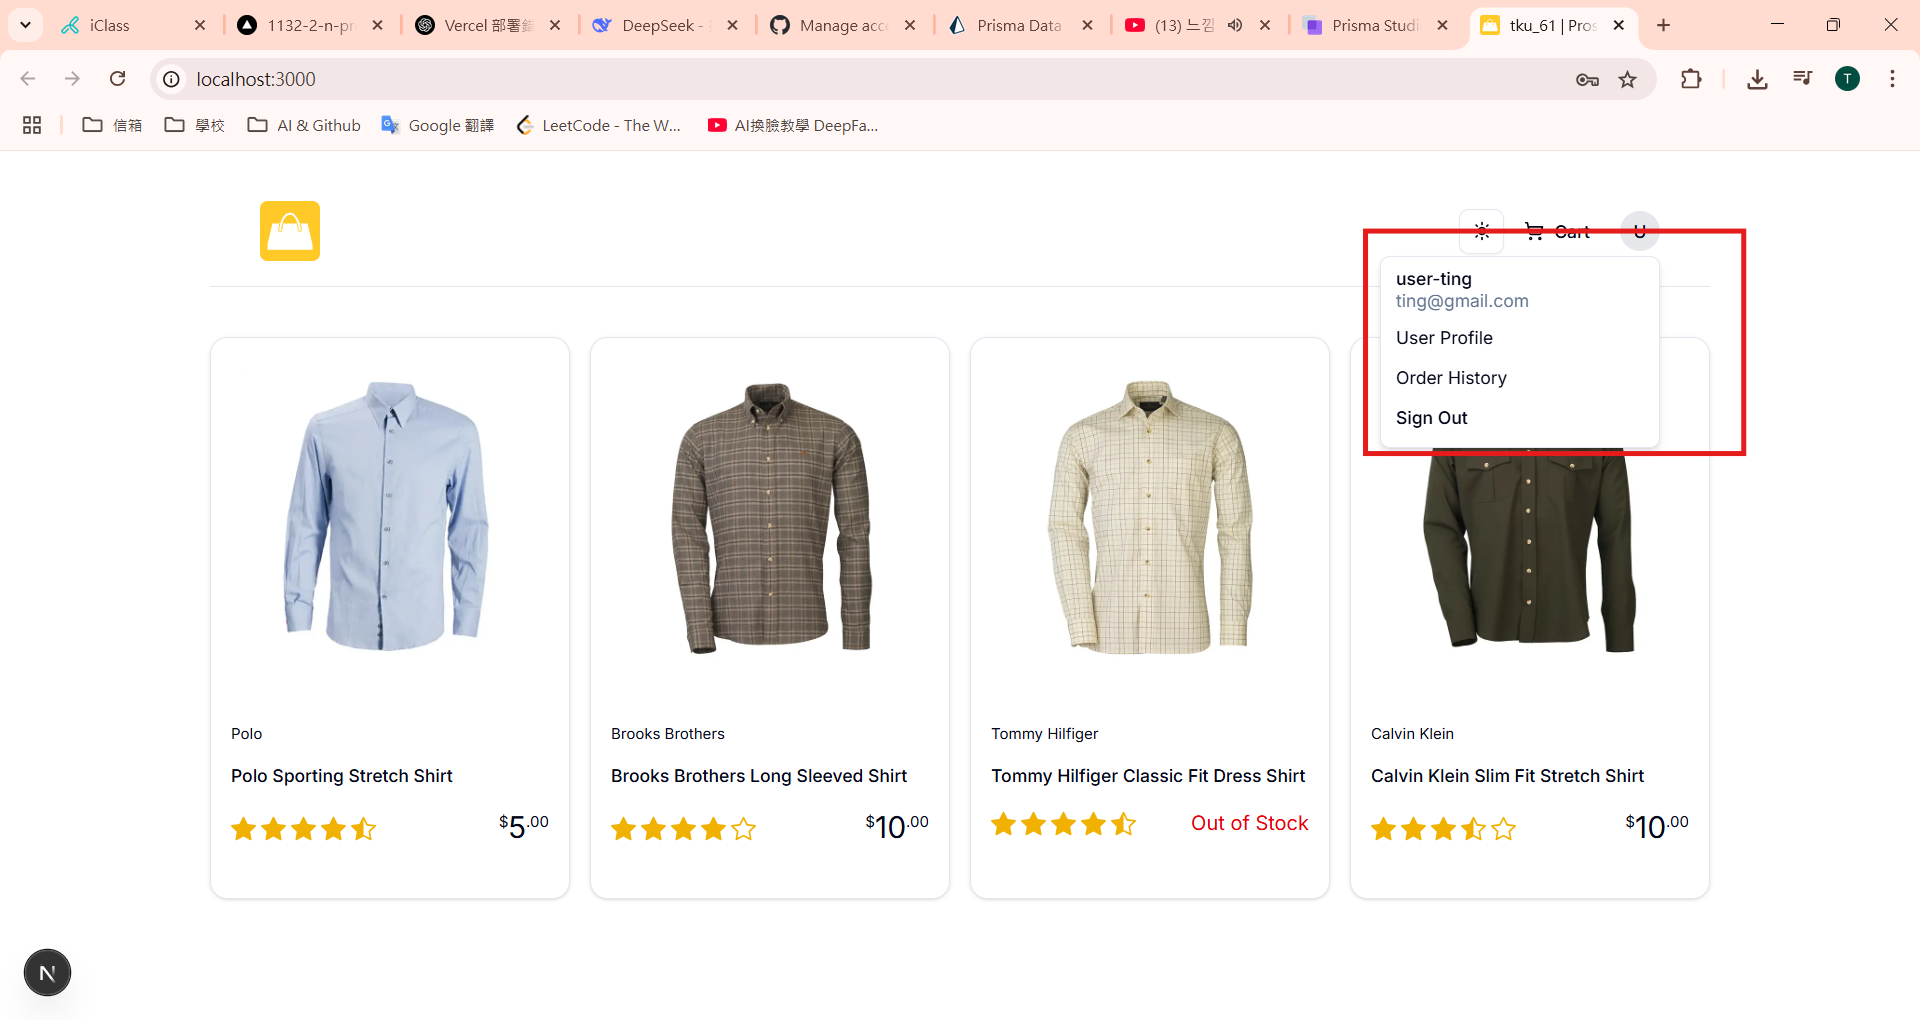 iClass
1132-2-n-pr
Vercel 部署錯
DeepSeek -
Manage acce
Prisma Data
(13) 느낌
Prisma Studi
tku_61 | Pros
localhost:3000
T
信箱
學校
AI & Github
Google 翻譯
LeetCode - The W...
AI換臉教學 DeepFa...
Cart
U
user-ting
ting@gmail.com
User Profile
Order History
Sign Out
Polo
Polo Sporting Stretch Shirt
$5.00
Brooks Brothers
Brooks Brothers Long Sleeved Shirt
$10.00
Tommy Hilfiger
Tommy Hilfiger Classic Fit Dress Shirt
Out of Stock
Calvin Klein
Calvin Klein Slim Fit Stretch Shirt
$10.00
N